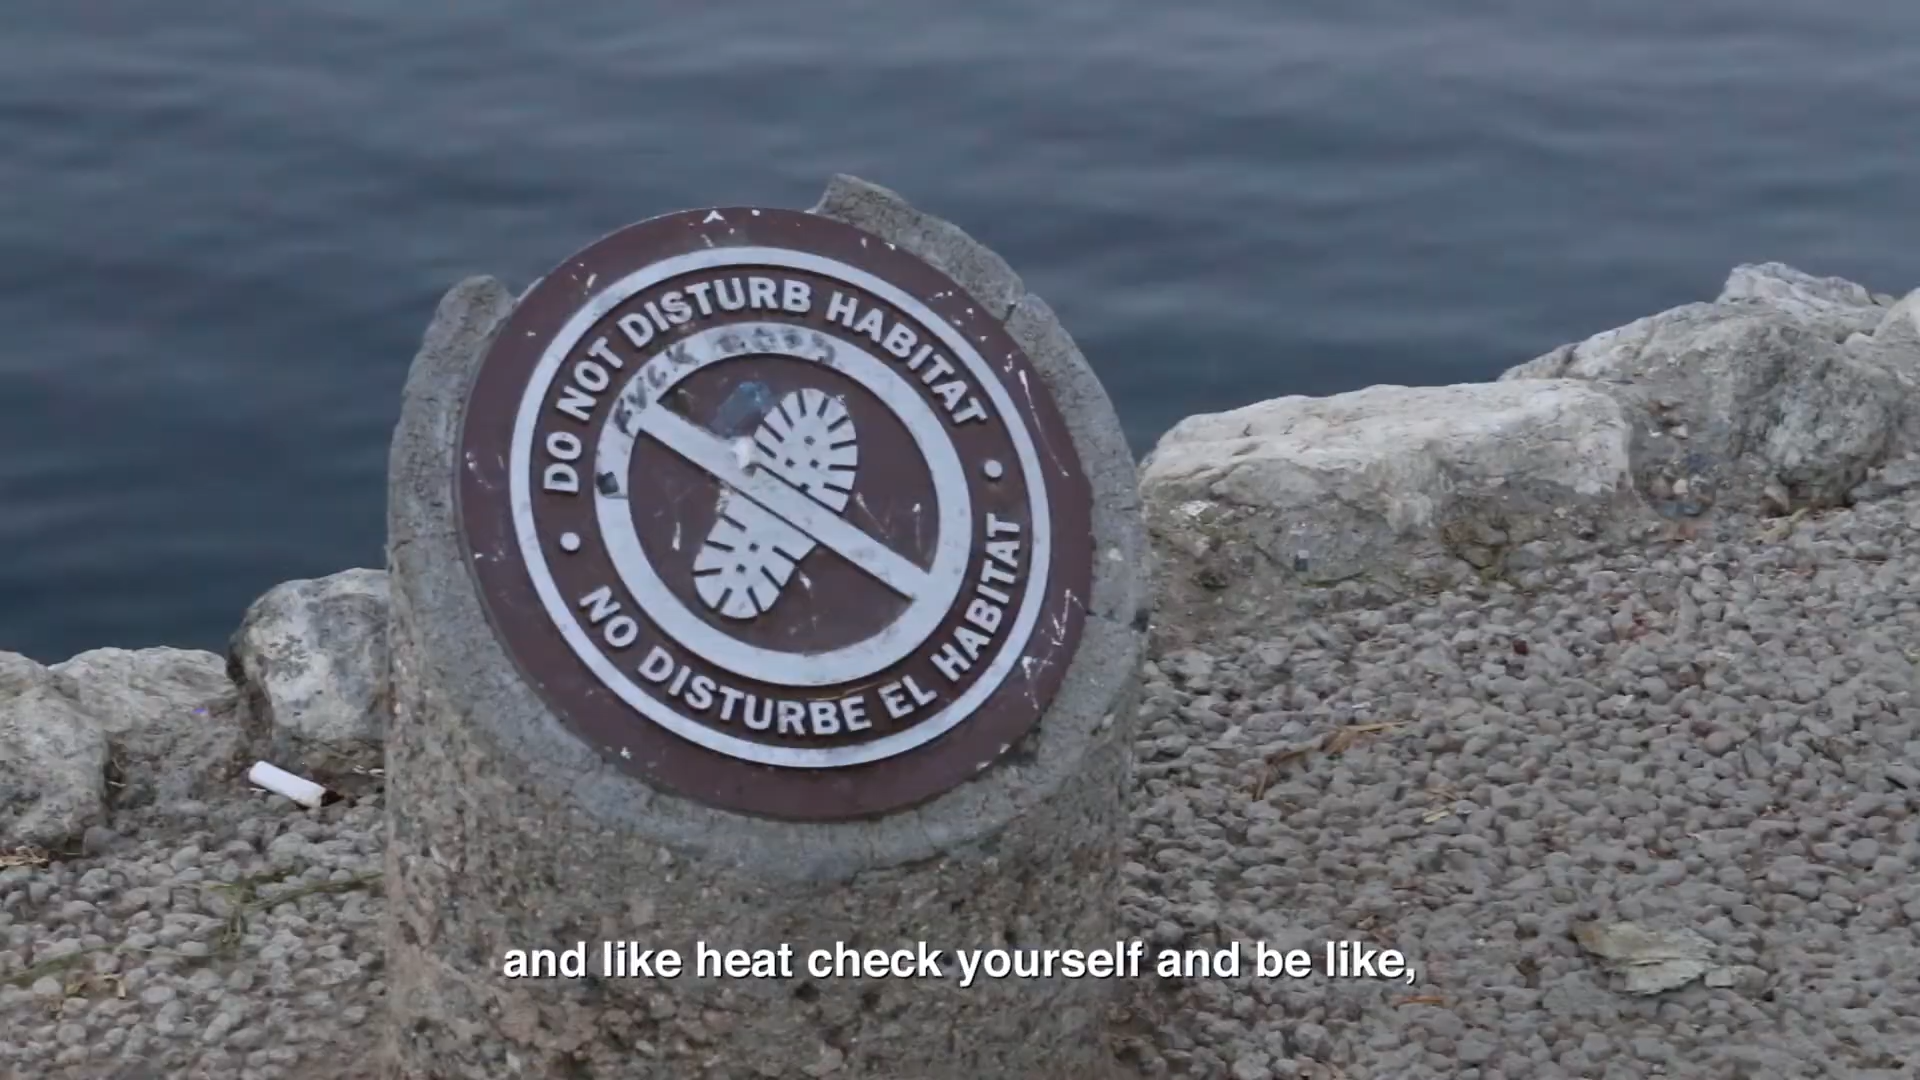 DO NOT DISTURB HABITAT
NO DISTURBE EL HABITAT
and like heat check yourself and be like,